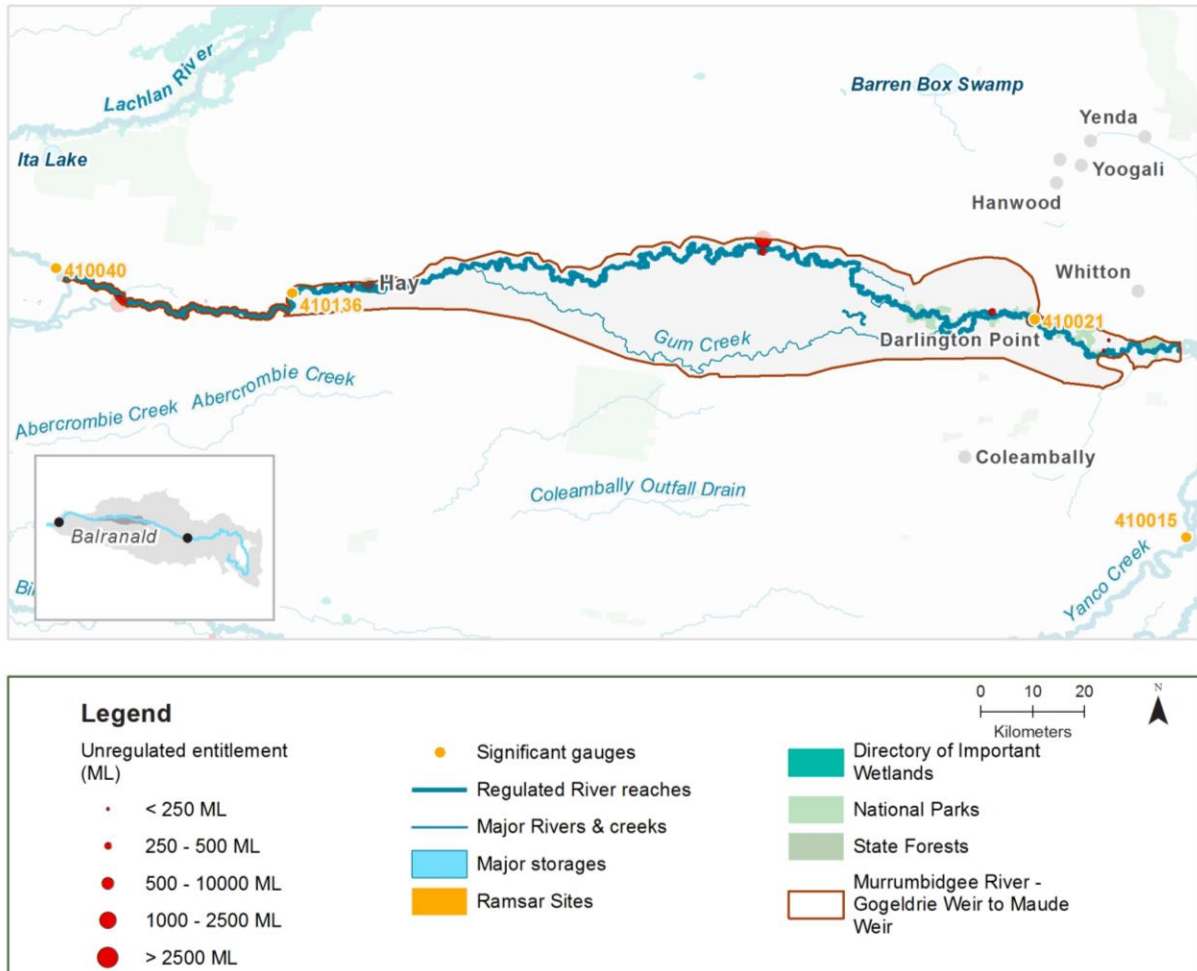 Lachlan River
Barren Box Swamp
Yenda
Ita Lake
Yoogali
Hanwood
410040
Whitton
Hay
410136
410021
Darlington Point
Gum Creek
Abercrombie Creek Abercrombie Creek
Coleambally
Coleambally Outfall Drain
410015
Balranald
Yanco Creek
Legend
0 10 20
Kilometers
N
Unregulated entitlement
(ML)
< 250 ML
250 - 500 ML
500 - 10000 ML
1000 - 2500 ML
> 2500 ML
Significant gauges
Regulated River reaches
Major Rivers & creeks
Major storages
Ramsar Sites
Directory of Important
Wetlands
National Parks
State Forests
Murrumbidgee River -
Gogeldrie Weir to Maude
Weir